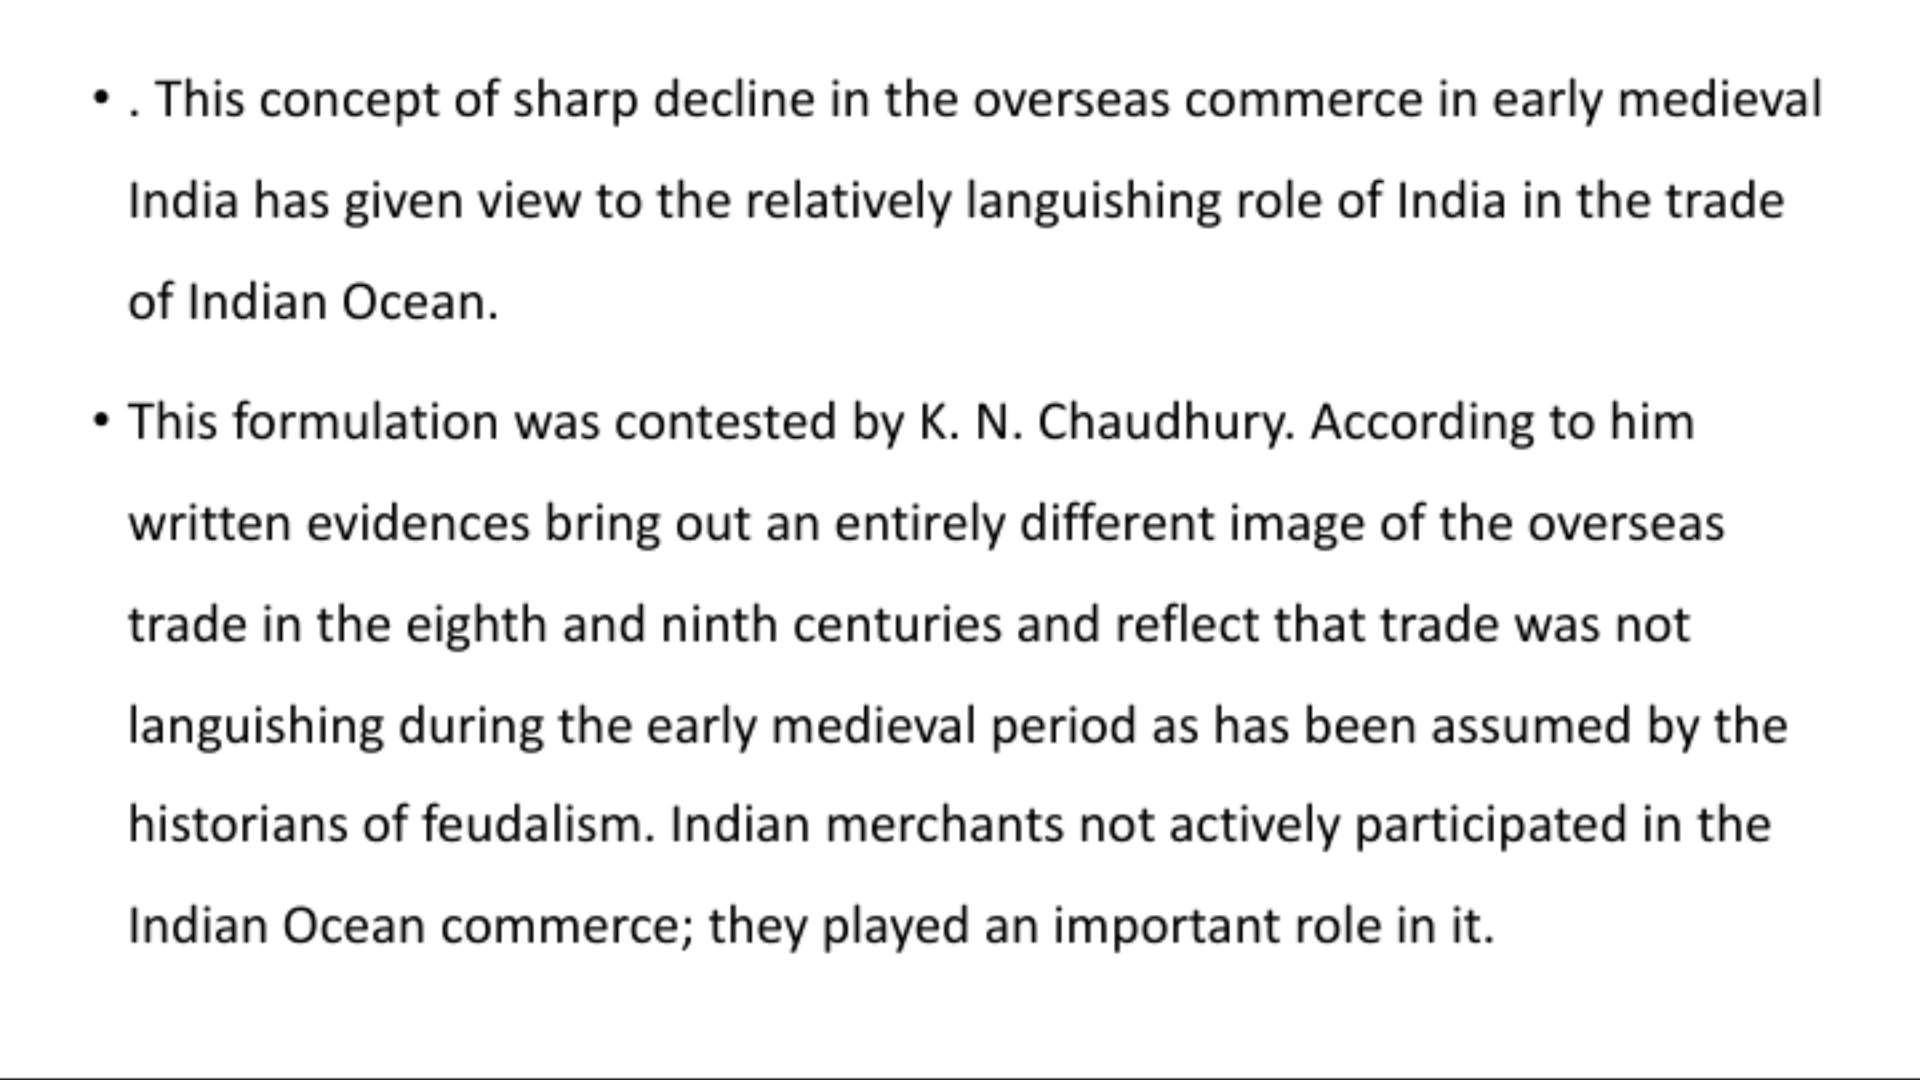 • . This concept of sharp decline in the overseas commerce in early medieval
India has given view to the relatively languishing role of India in the trade
of Indian Ocean.
• This formulation was contested by K. N. Chaudhury. According to him
written evidences bring out an entirely different image of the overseas
trade in the eighth and ninth centuries and reflect that trade was not
languishing during the early medieval period as has been assumed by the
historians of feudalism. Indian merchants not actively participated in the
Indian Ocean commerce; they played an important role in it.